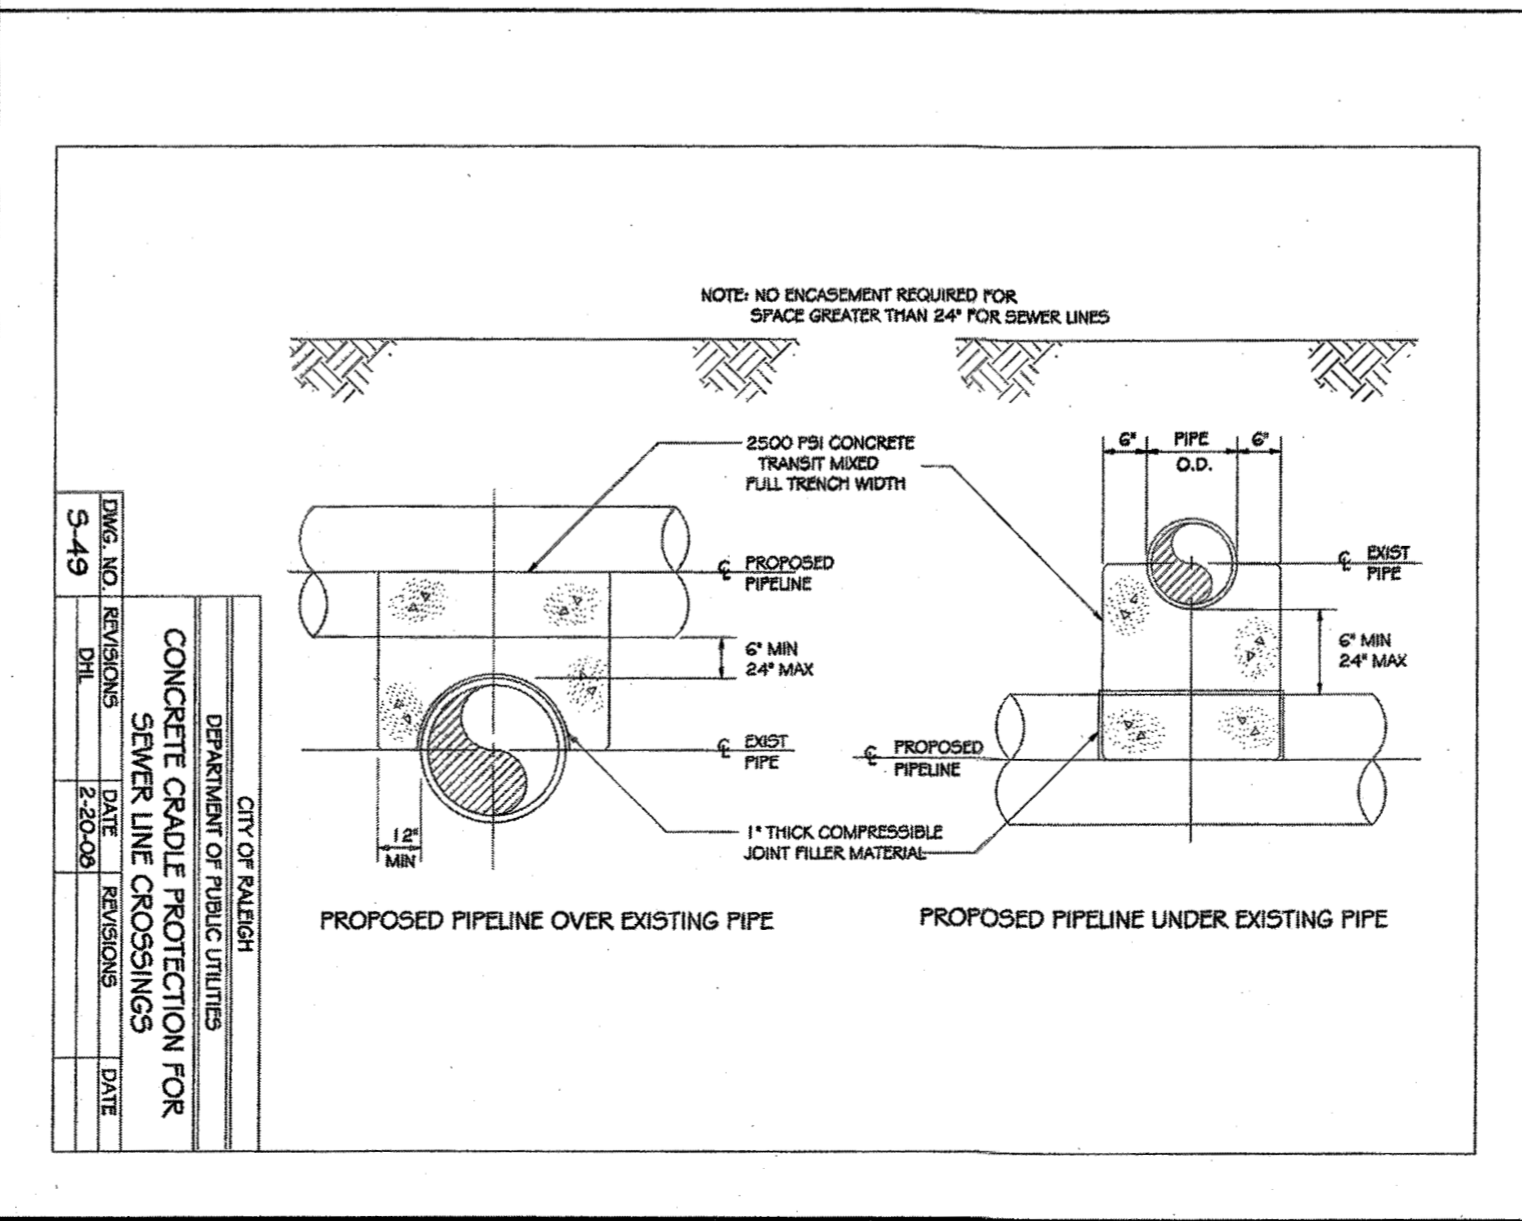 NOTE: NO ENCASEMENT REQUIRED FOR
SPACE GREATER THAN 24" FOR SEWER LINES
2500 PSI CONCRETE
TRANSIT MIXED
FULL TRENCH WIDTH
℄ PROPOSED
PIPELINE
6" MIN
24" MAX
℄ EXIST
PIPE
12"
MIN
1" THICK COMPRESSIBLE
JOINT FILLER MATERIAL
PROPOSED PIPELINE OVER EXISTING PIPE
6" PIPE 6"
O.D.
℄ EXIST
PIPE
6" MIN
24" MAX
℄ PROPOSED
PIPELINE
PROPOSED PIPELINE UNDER EXISTING PIPE
CITY OF RALEIGH
DEPARTMENT OF PUBLIC UTILITIES
CONCRETE CRADLE PROTECTION FOR
SEWER LINE CROSSINGS
DWG. NO. REVISIONS DATE REVISIONS DATE
S-49 DHL 2-20-08